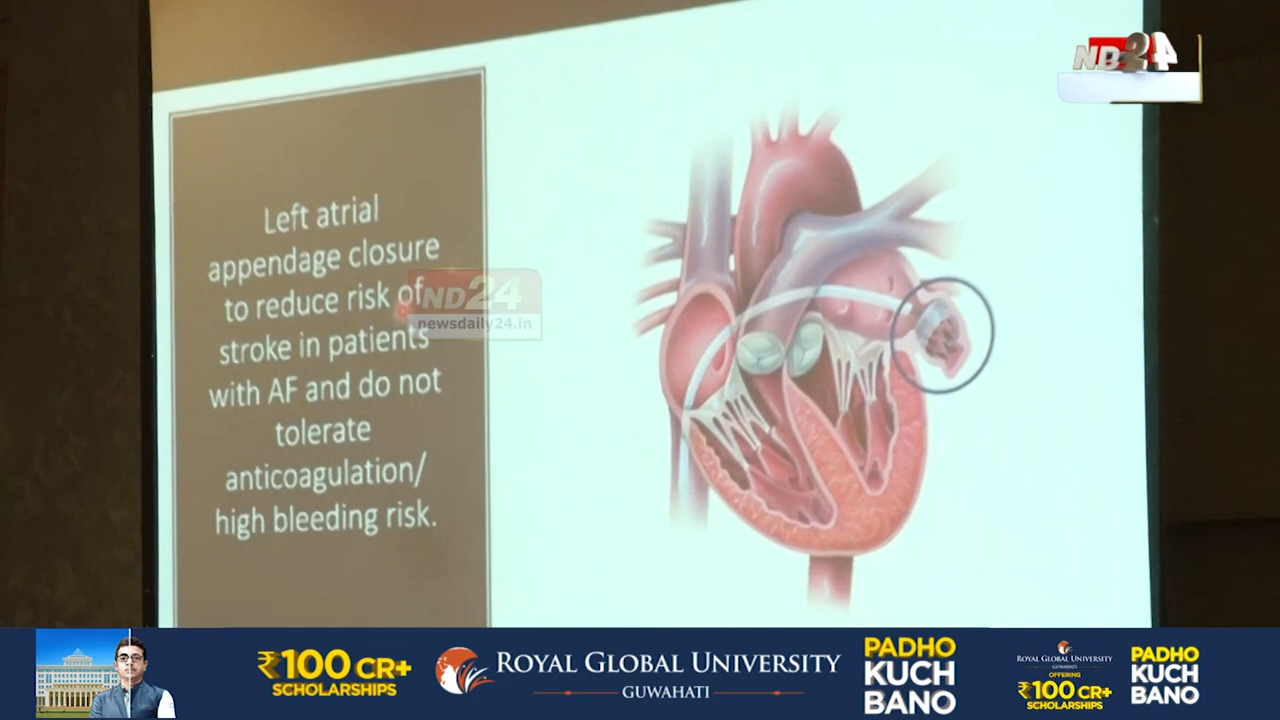 ND24
Left atrial
appendage closure
to reduce risk of
stroke in patients
with AF and do not
tolerate
anticoagulation/
high bleeding risk.
ND24
newsdaily24.in
₹100 CR+
SCHOLARSHIPS
ROYAL GLOBAL UNIVERSITY
GUWAHATI
PADHO
KUCH
BANO
ROYAL GLOBAL UNIVERSITY
GUWAHATI
OFFERING
₹100 CR+
SCHOLARSHIPS
PADHO
KUCH
BANO